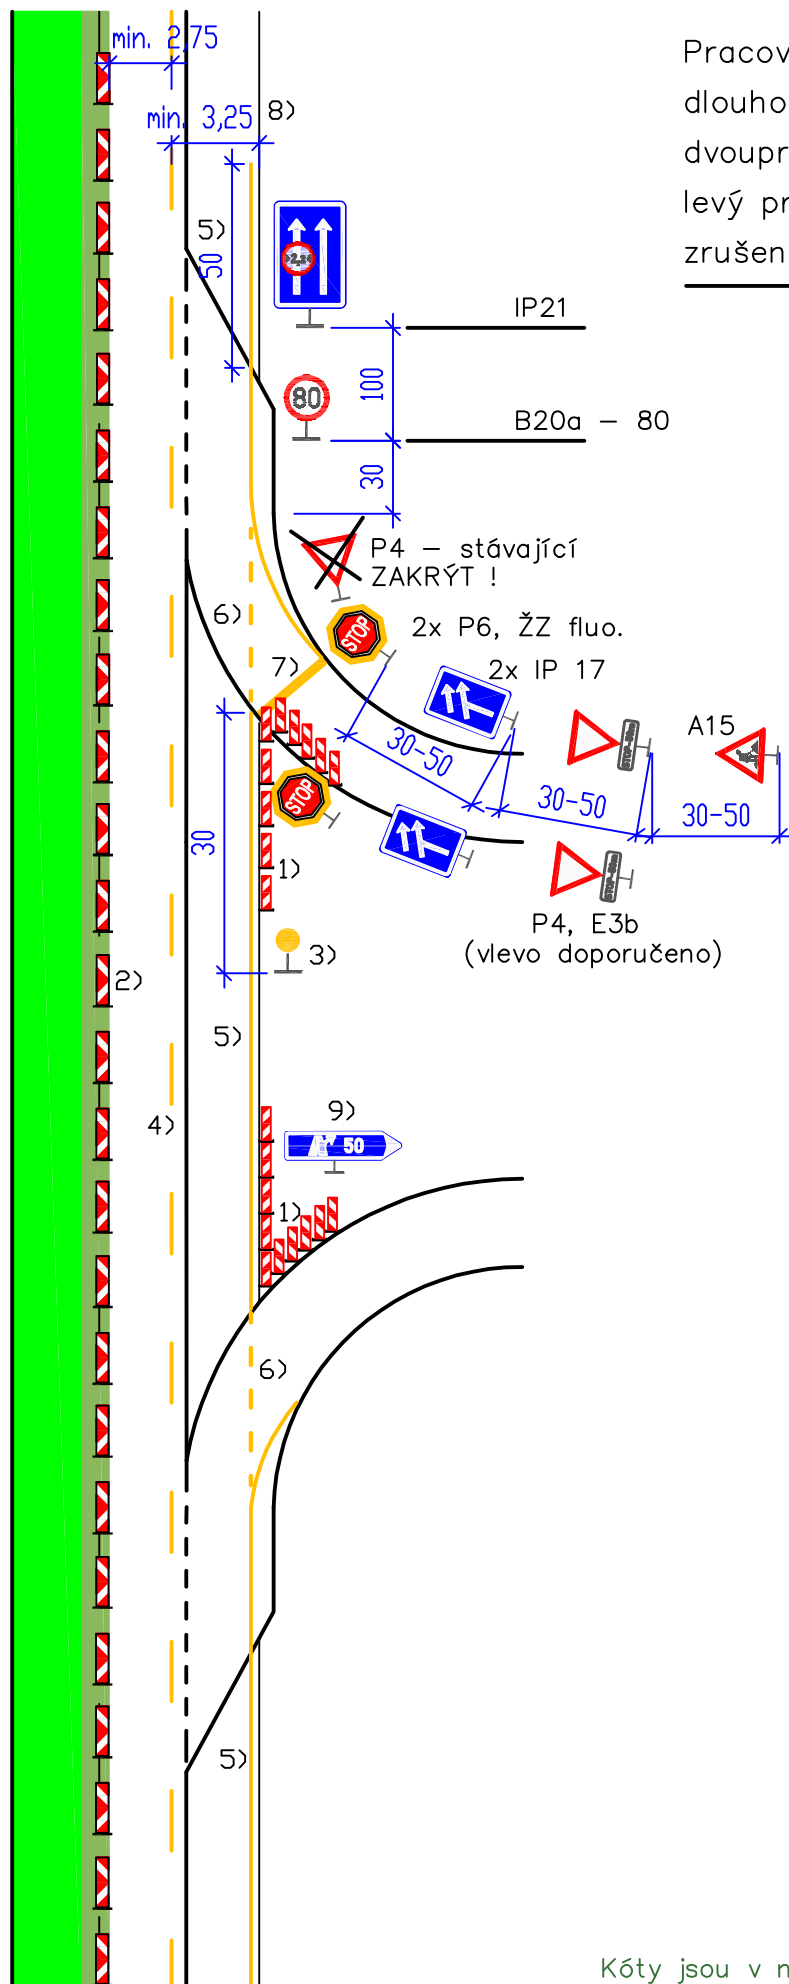 min. 2,75
Pracov
dlouho
dvoupr
levý pr
zrušen
min. 3,25
8)
5)
50
IP21
100
80
B20a – 80
30
P4 – stávající
ZAKRÝT !
6)
STOP
2x P6, ŽZ fluo.
7)
2x IP 17
30-50
A15
30-50
30-50
STOP
30
1)
P4, E3b
(vlevo doporučeno)
3)
2)
5)
9)
4)
50
1)
6)
5)
Kóty jsou v m